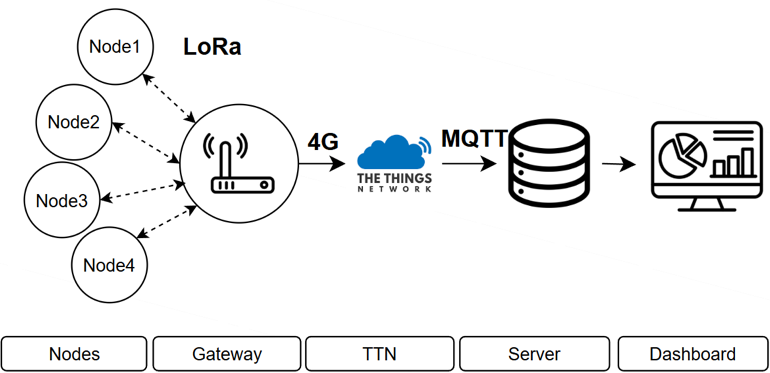 Node1
LoRa
Node2
Node3
Node4
4G
THE THINGS
NETWORK
MQTT
Nodes
Gateway
TTN
Server
Dashboard